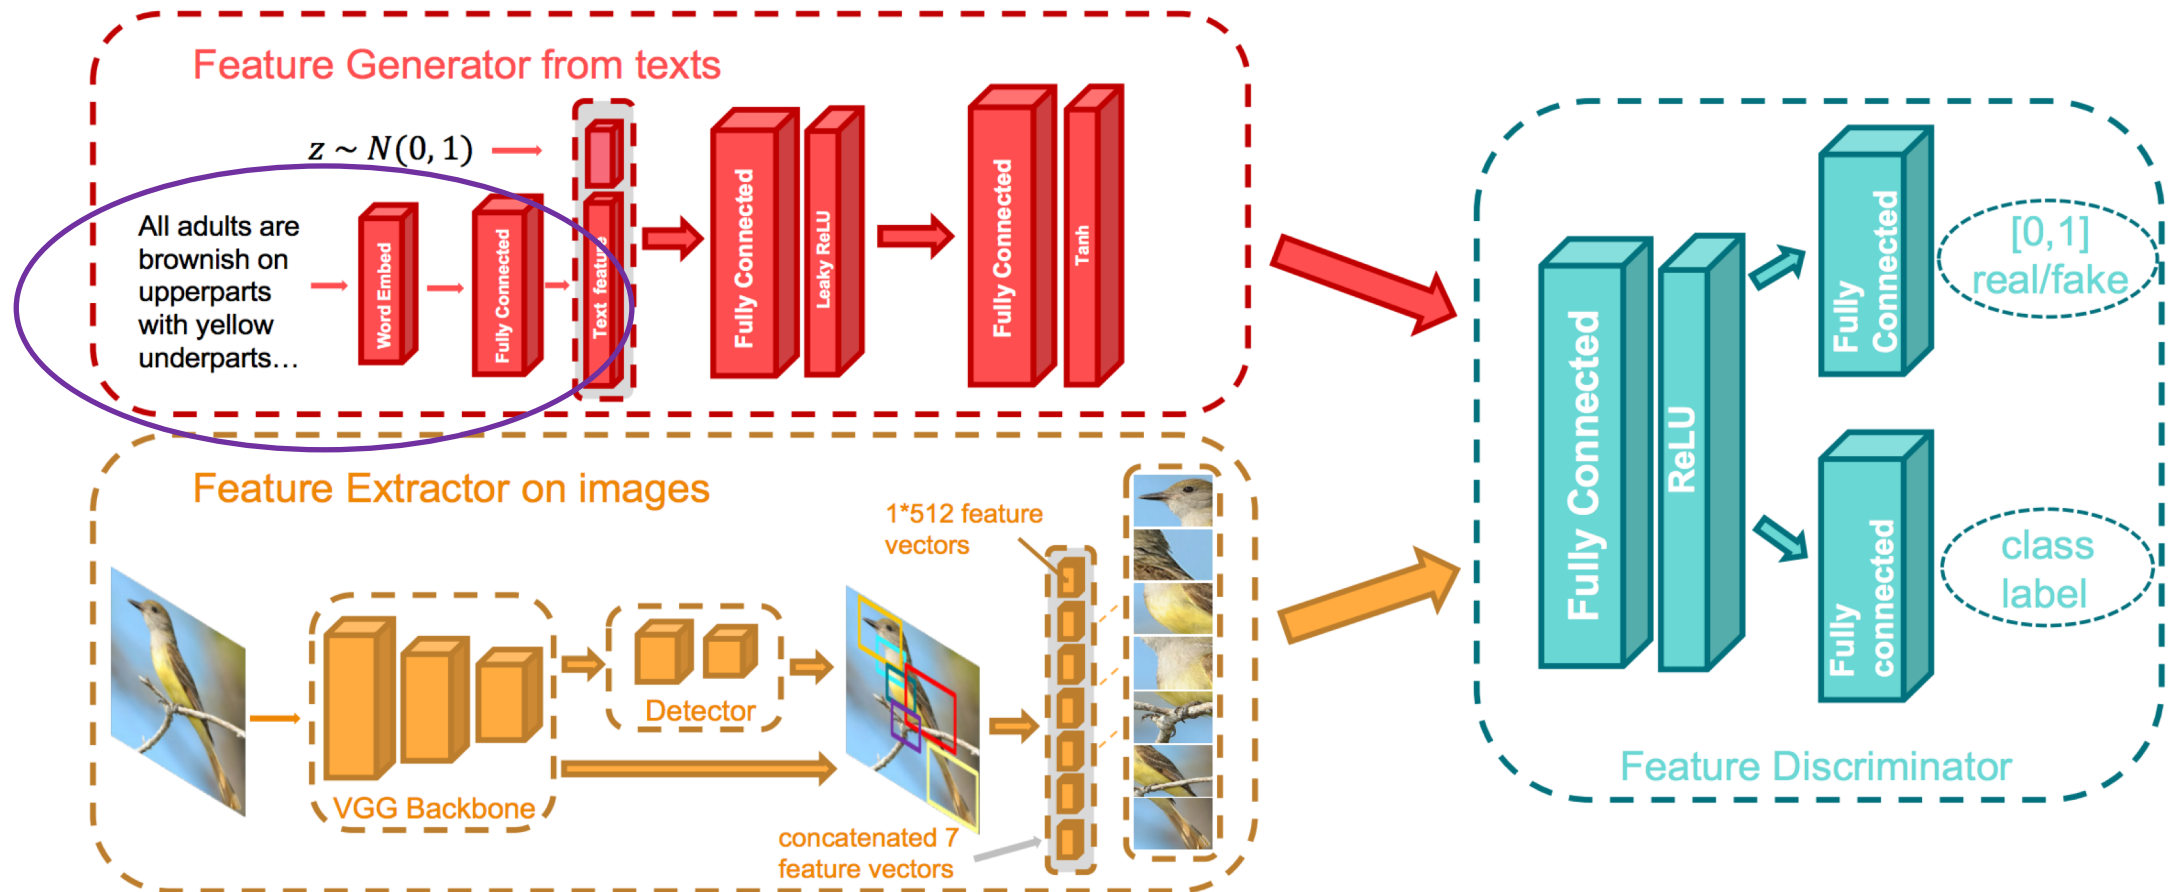 Feature Generator from texts
z ~ N(0, 1)
All adults are
brownish on
upperparts
with yellow
underparts...
Word Embed
Fully Connected
Text feature
Fully Connected
Leaky ReLU
Fully Connected
Tanh
Feature Extractor on images
VGG Backbone
Detector
1*512 feature
vectors
concatenated 7
feature vectors
Fully Connected
ReLU
Fully
Connected
[0,1]
real/fake
Fully
connected
class
label
Feature Discriminator